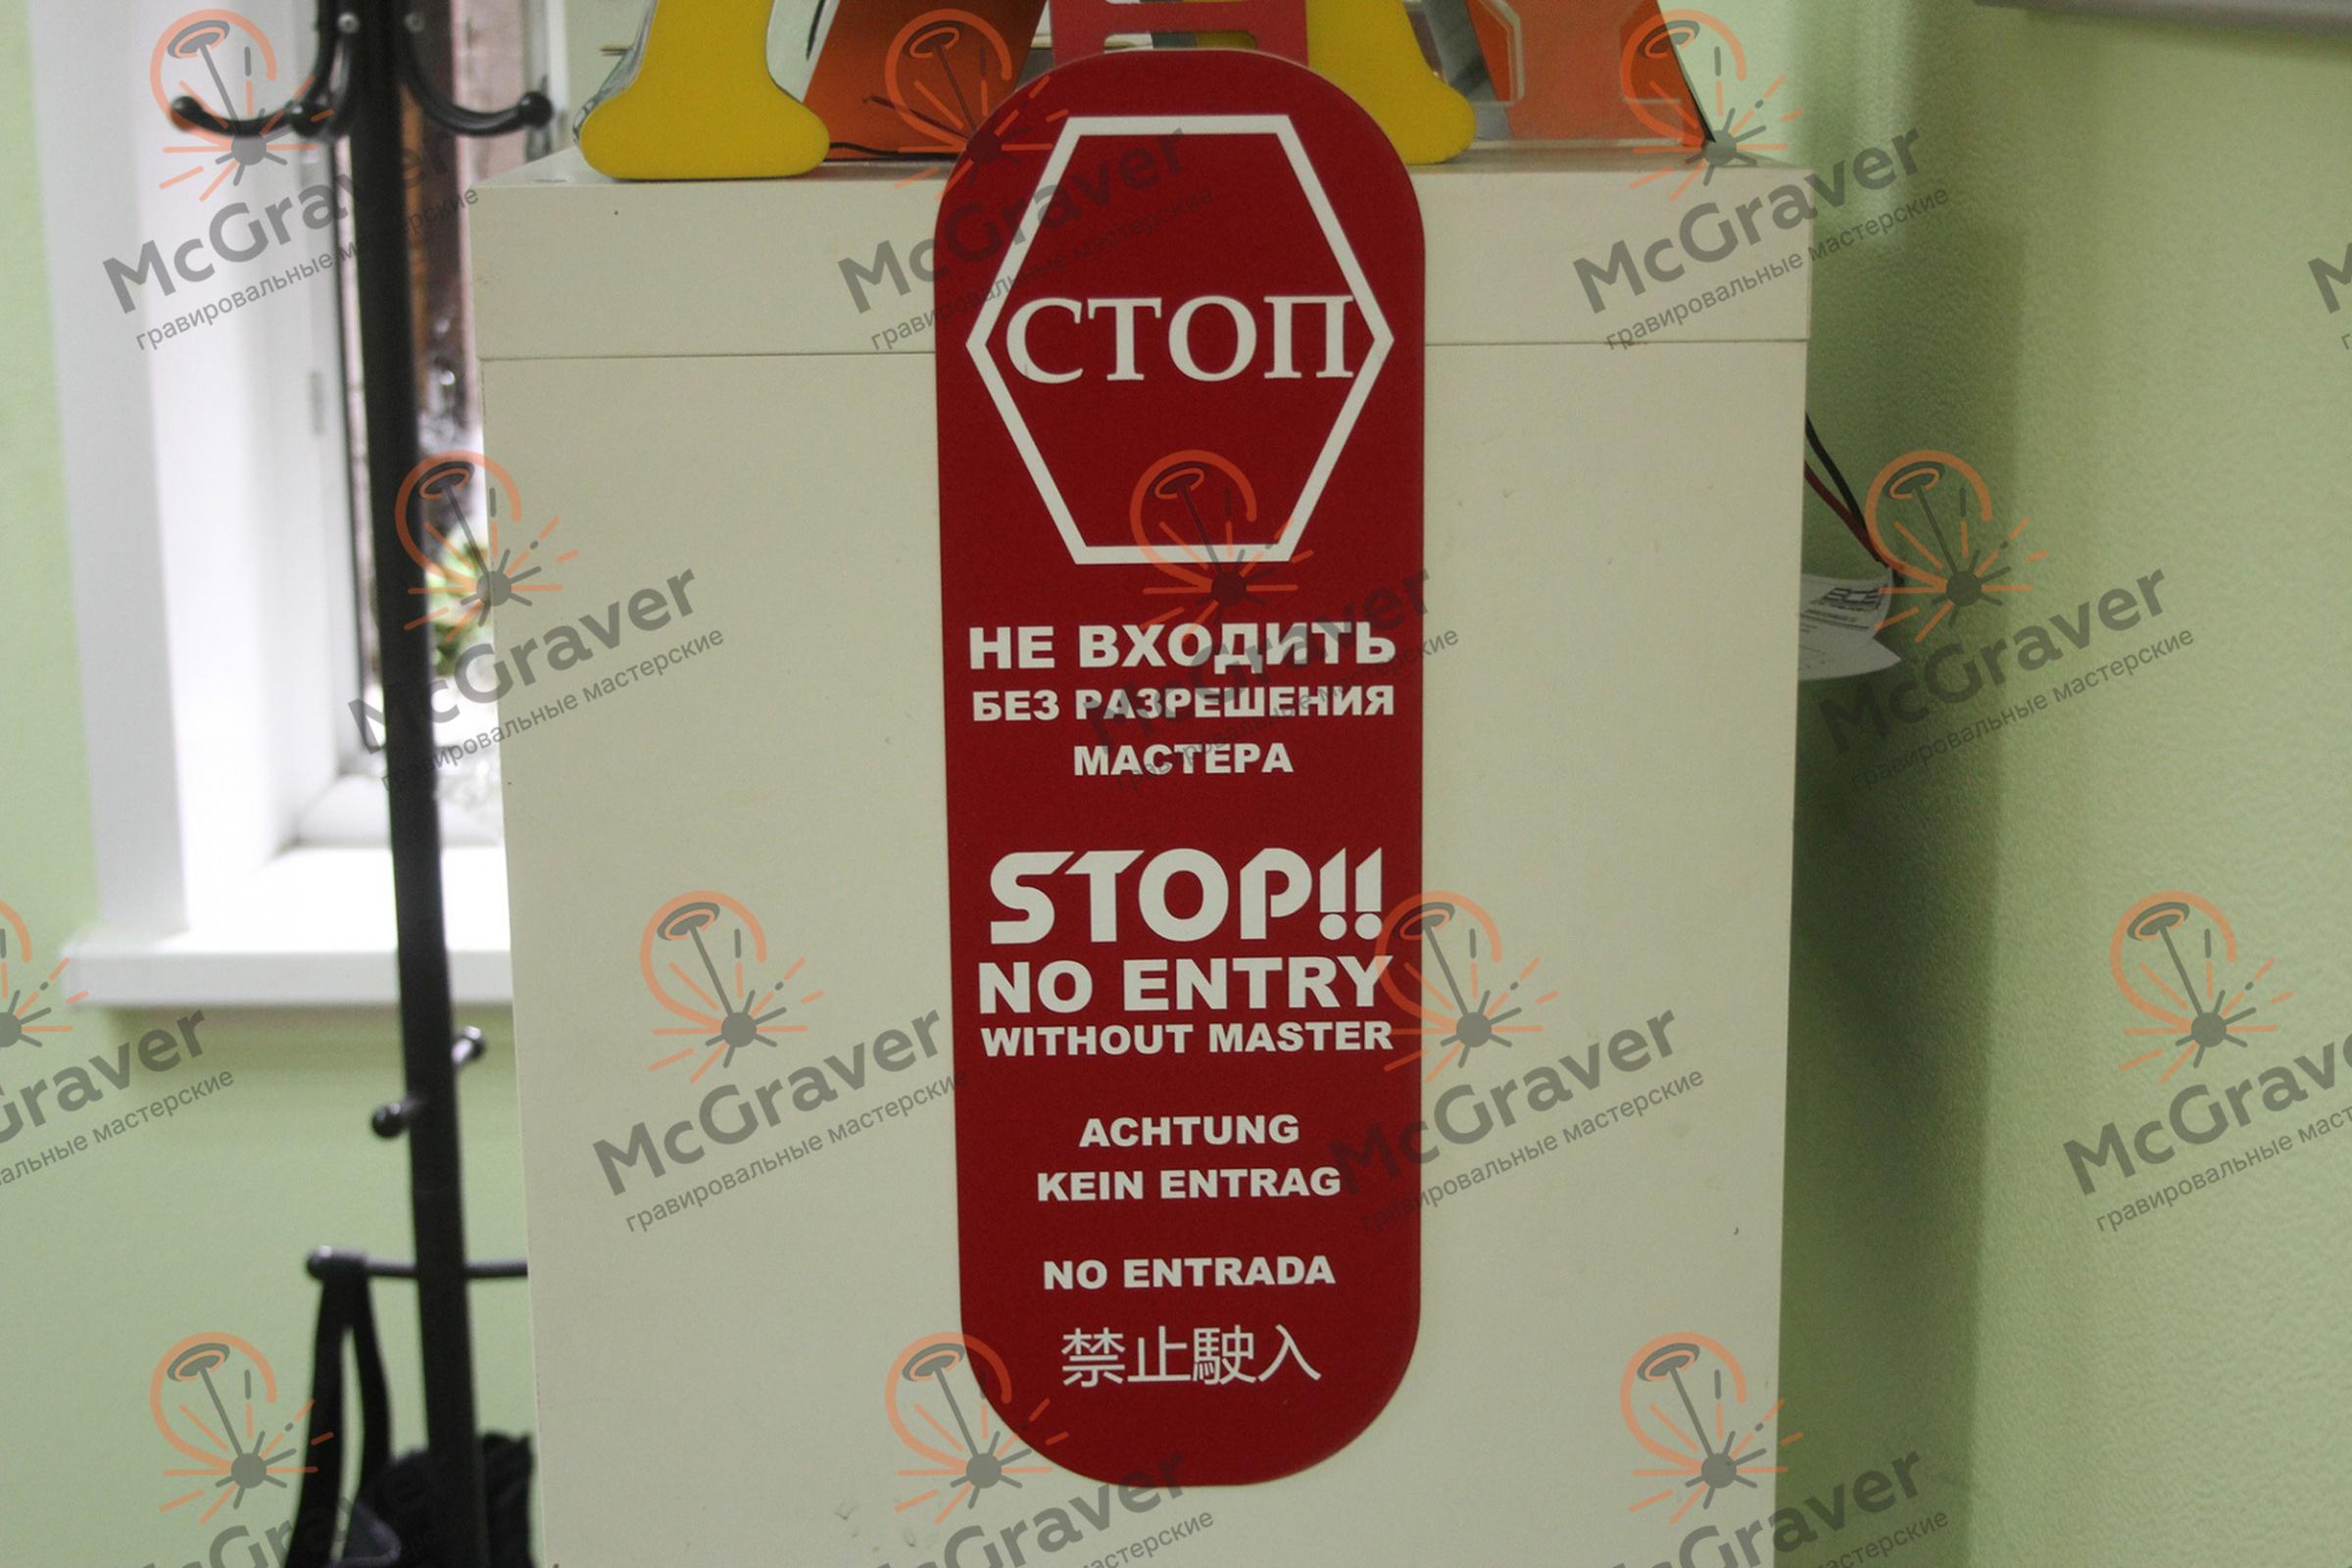 СТОП
НЕ ВХОДИТЬ
БЕЗ РАЗРЕШЕНИЯ
МАСТЕРА
STOP!!
NO ENTRY
WITHOUT MASTER
ACHTUNG
KEIN ENTRAG
NO ENTRADA
禁止駛入
McGraver
гравировальные мастерские